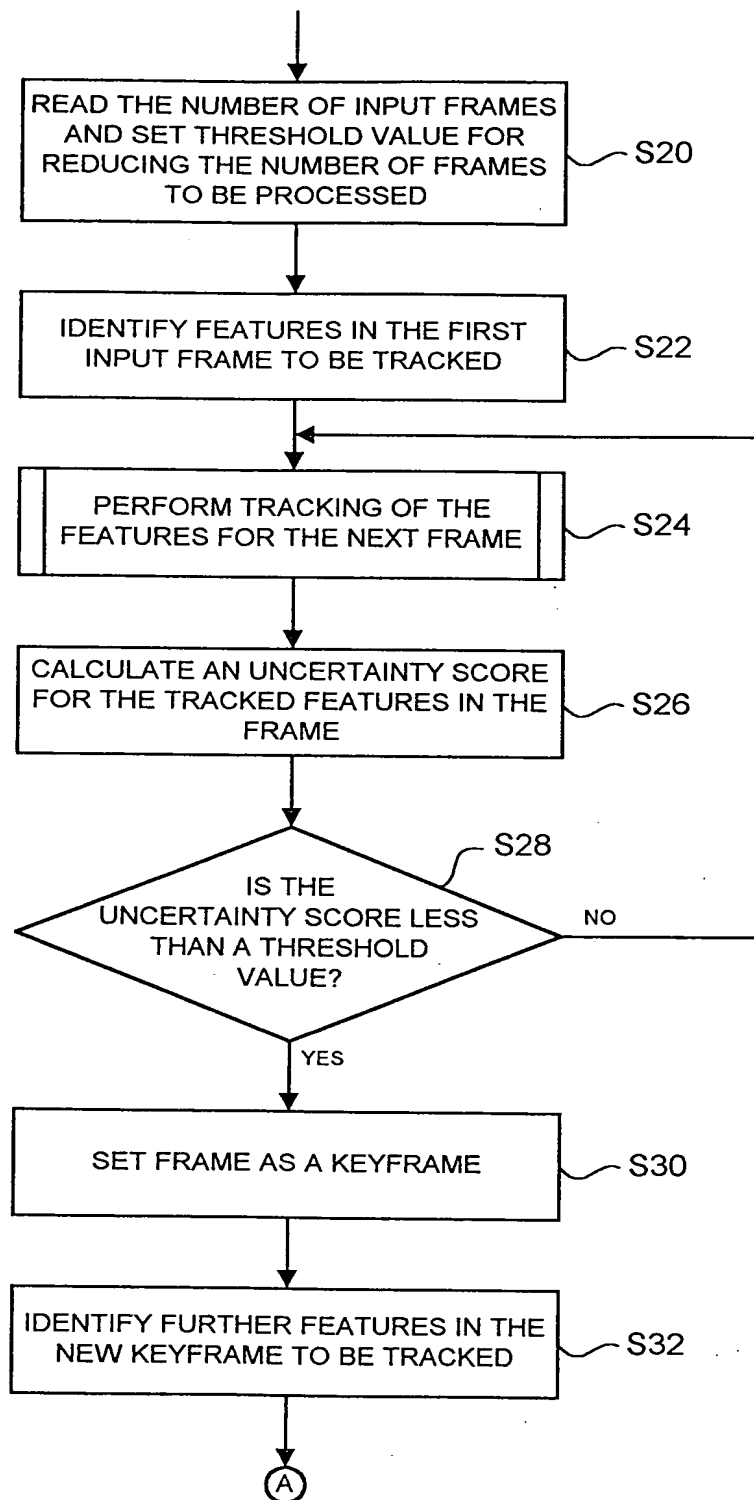 READ THE NUMBER OF INPUT FRAMES
AND SET THRESHOLD VALUE FOR
REDUCING THE NUMBER OF FRAMES
TO BE PROCESSED
S20
IDENTIFY FEATURES IN THE FIRST
INPUT FRAME TO BE TRACKED
S22
PERFORM TRACKING OF THE
FEATURES FOR THE NEXT FRAME
S24
CALCULATE AN UNCERTAINTY SCORE
FOR THE TRACKED FEATURES IN THE
FRAME
S26
S28
IS THE
UNCERTAINTY SCORE LESS
THAN A THRESHOLD
VALUE?
NO
YES
SET FRAME AS A KEYFRAME
S30
IDENTIFY FURTHER FEATURES IN THE
NEW KEYFRAME TO BE TRACKED
S32
A